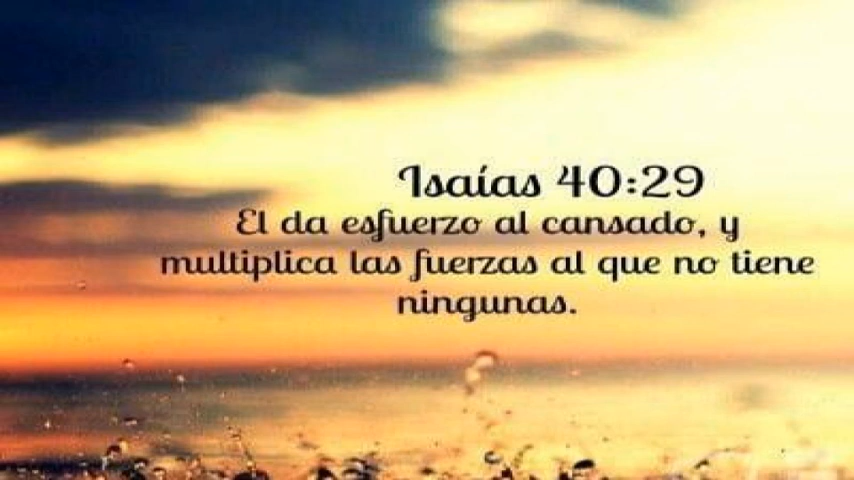 Isaías 40:29
El da esfuerzo al cansado, y
multiplica las fuerzas al que no tiene
ningunas.